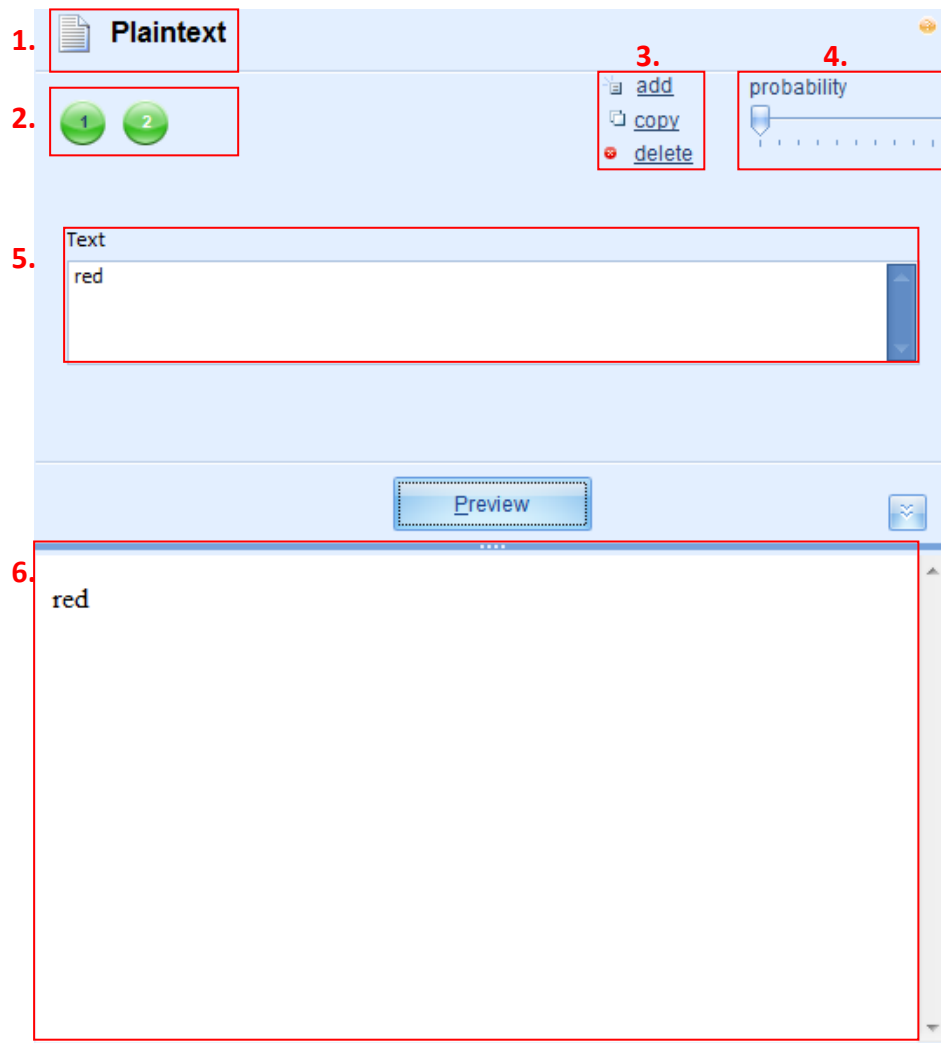 1. Plaintext
3. 4.
add probability
2. 1 2
copy
delete
Text
5.
red
Preview
6.
red